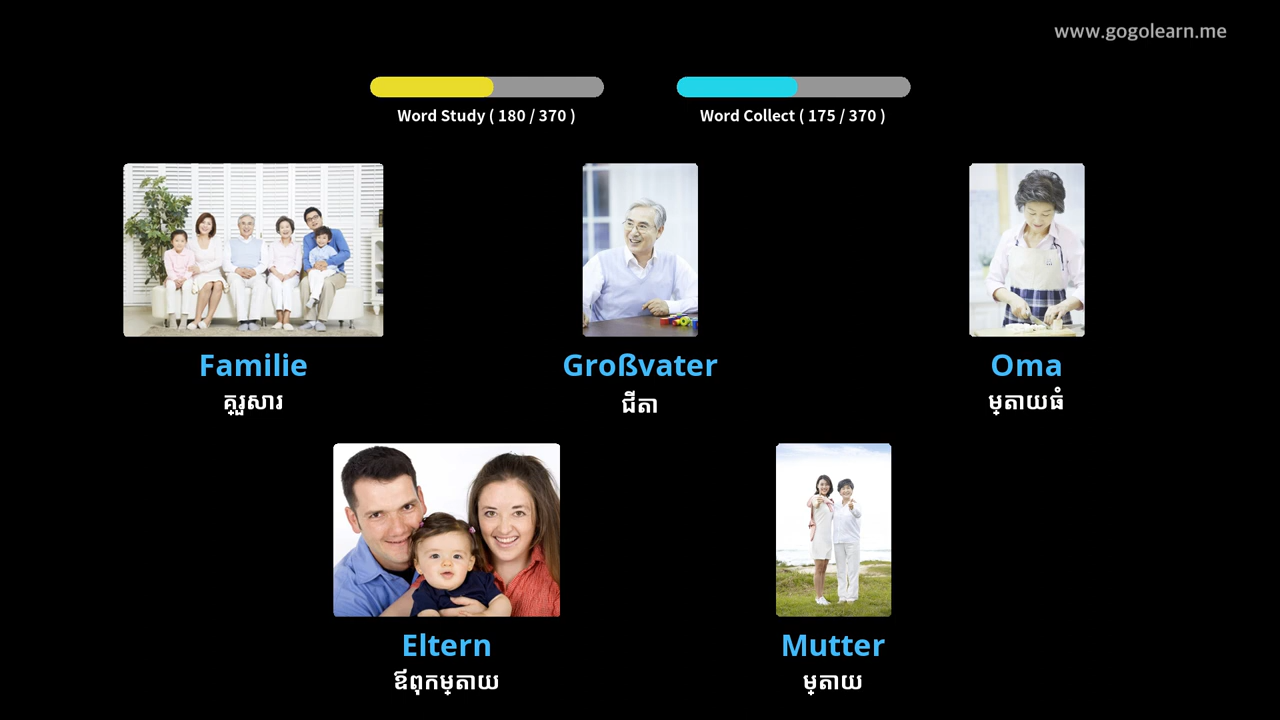 www.gogolearn.me
Word Study ( 180 / 370 )
Word Collect ( 175 / 370 )
Familie
គ្រួសារ
Großvater
ជីតា
Oma
ម្តាយធំ
Eltern
ឪពុកម្តាយ
Mutter
ម្តាយ